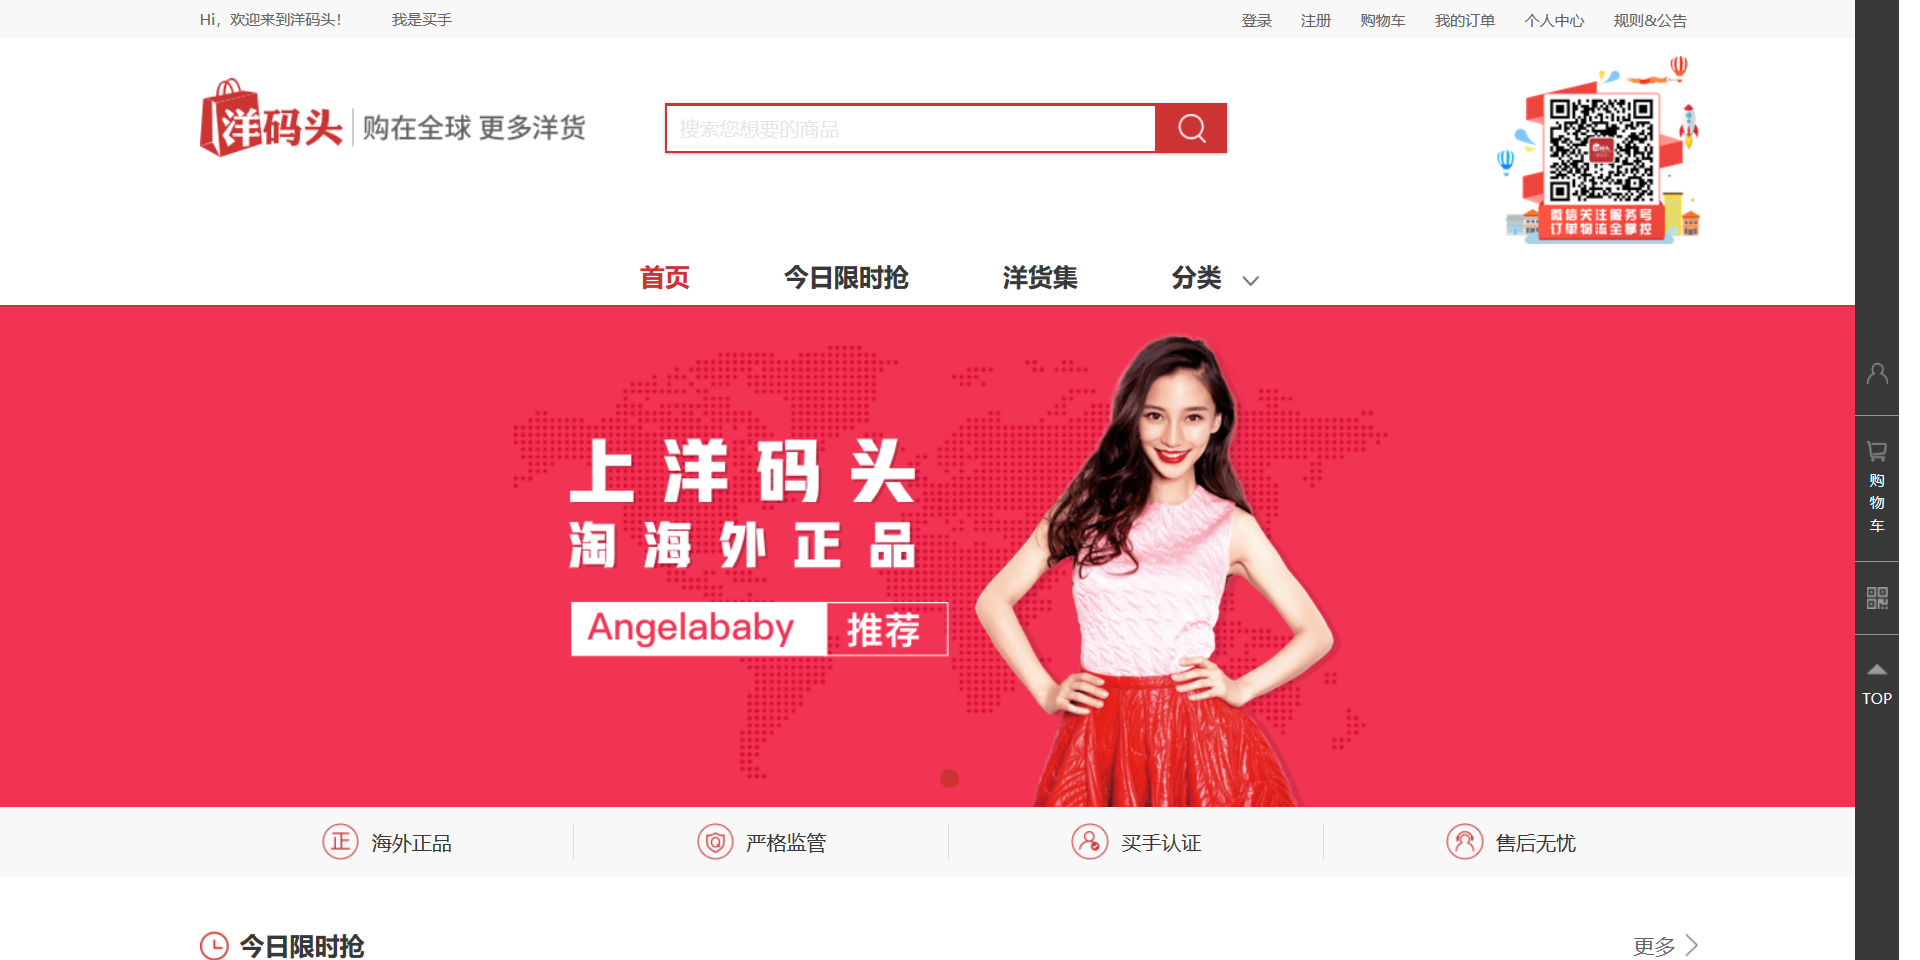 Hi，欢迎来到洋码头！ 我是买手 登录 注册 购物车 我的订单 个人中心 规则&公告
洋码头 购在全球 更多洋货
搜索您想要的商品
微信关注服务号
订单物流全掌控
首页 今日限时抢 洋货集 分类
上洋码头
淘海外正品
Angelababy 推荐
购
物
车
TOP
正 海外正品 严格监管 买手认证 售后无忧
今日限时抢 更多